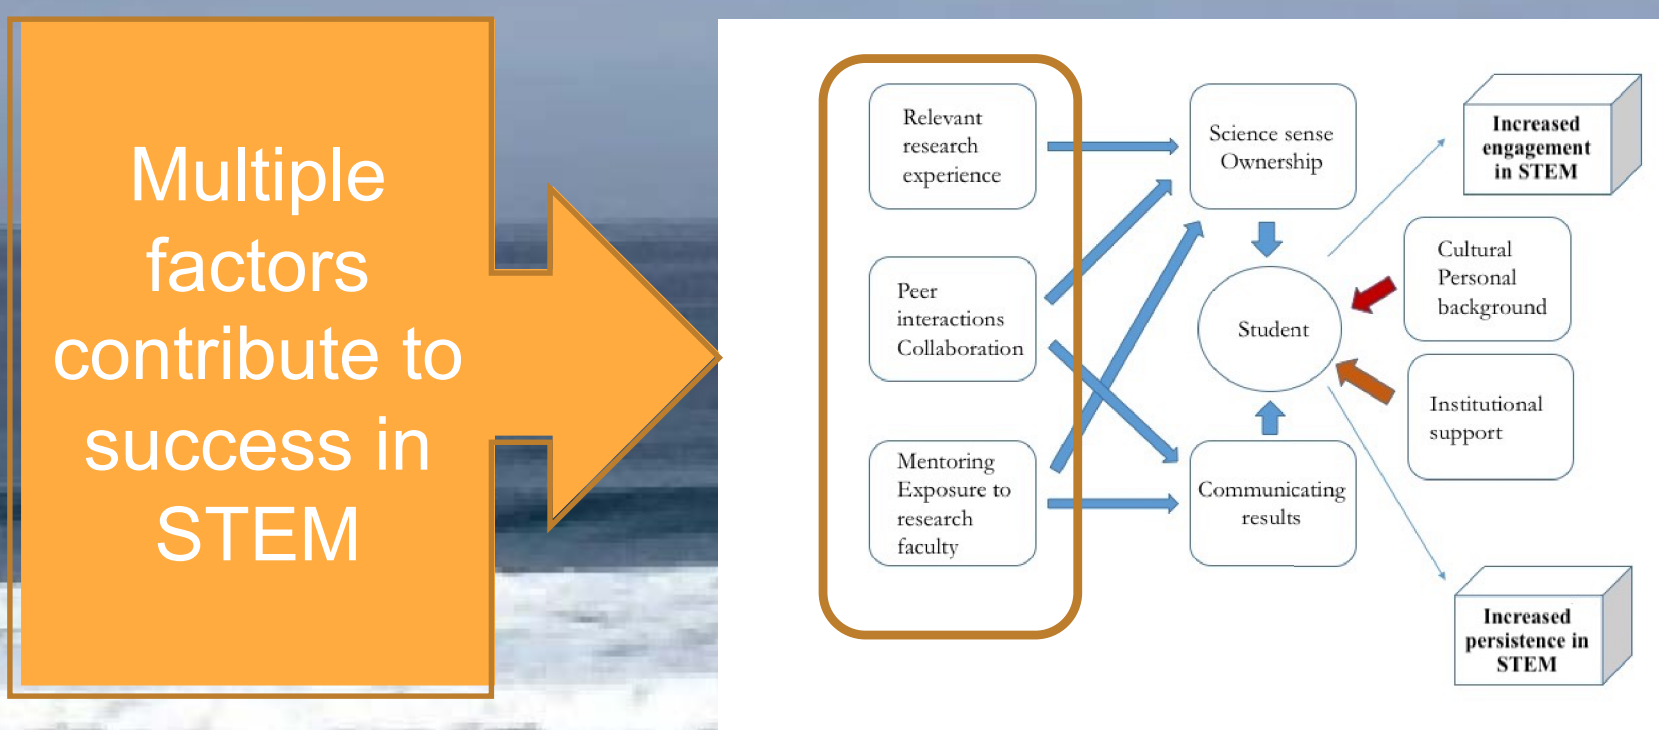 Multiple
factors
contribute to
success in
STEM
Relevant
research
experience
Peer
interactions
Collaboration
Mentoring
Exposure to
research
faculty
Science sense
Ownership
Student
Communicating
results
Increased
engagement
in STEM
Cultural
Personal
background
Institutional
support
Increased
persistence in
STEM